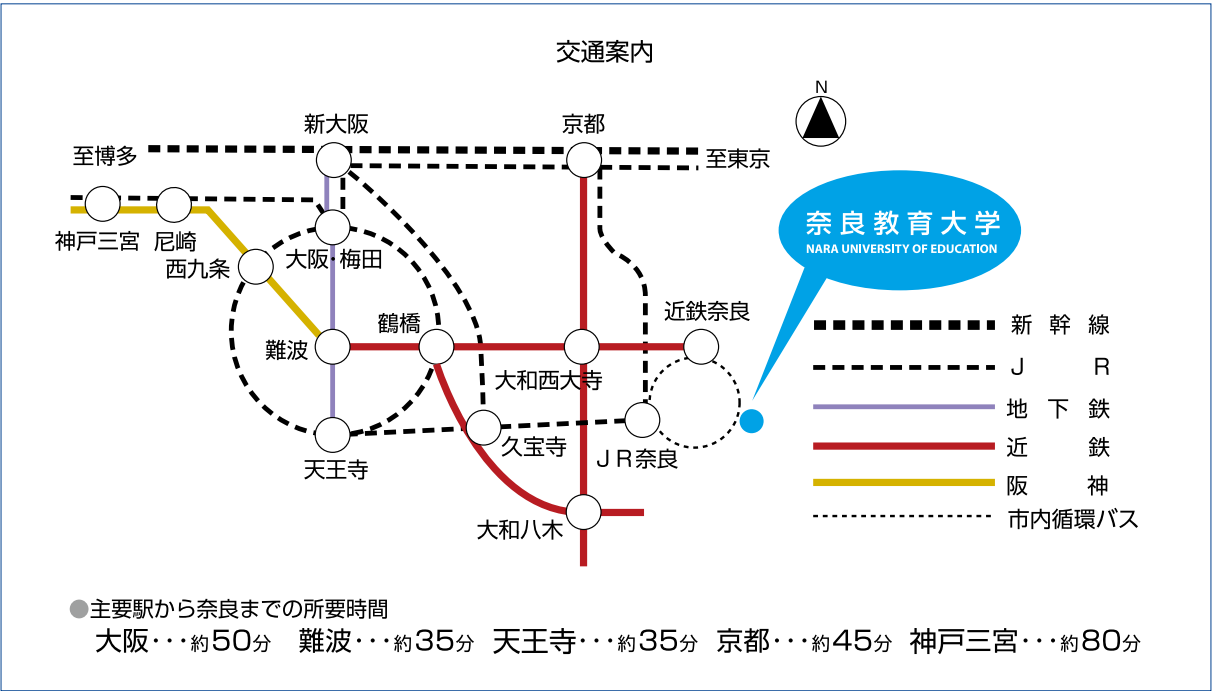 交通案内
N
新大阪
京都
至博多
至東京
神戸三宮
尼崎
西九条
大阪・梅田
奈良教育大学
NARA UNIVERSITY OF EDUCATION
鶴橋
近鉄奈良
難波
大和西大寺
天王寺
久宝寺
JR奈良
大和八木
新幹線
JR
地下鉄
近鉄
阪神
市内循環バス
●主要駅から奈良までの所要時間
大阪・・・約50分 難波・・・約35分 天王寺・・・約35分 京都・・・約45分 神戸三宮・・・約80分